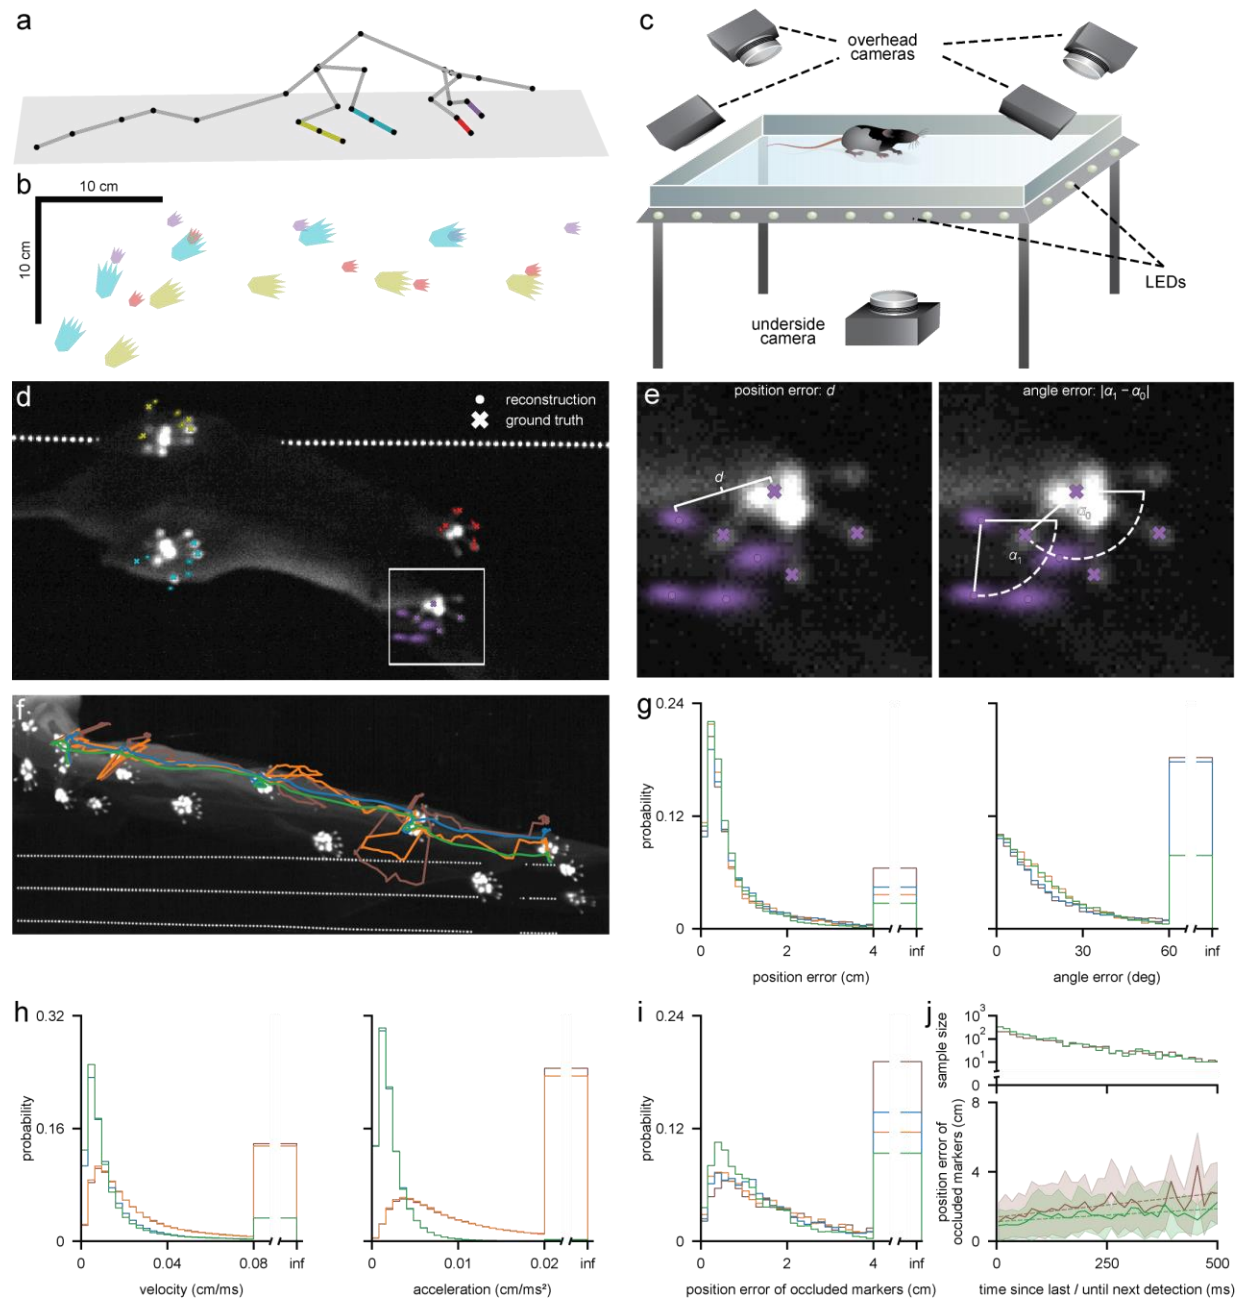 a
b
10 cm
10 cm
c
overhead
cameras
LEDs
underside
camera
d
reconstruction
ground truth
e
position error: d
d
angle error: |α₁ − α₀|
α₀
α₁
f
g
0.24
0.12
0
probability
0
2
4
inf
position error (cm)
0
30
60
inf
angle error (deg)
h
0.32
0.16
0
probability
0
0.04
0.08
inf
velocity (cm/ms)
0
0.01
0.02
inf
acceleration (cm/ms²)
i
0.24
0.12
0
probability
0
2
4
inf
position error of occluded markers (cm)
j
10³
10²
10¹
0
sample size
8
4
0
position error of
occluded markers (cm)
0
250
500
time since last / until next detection (ms)